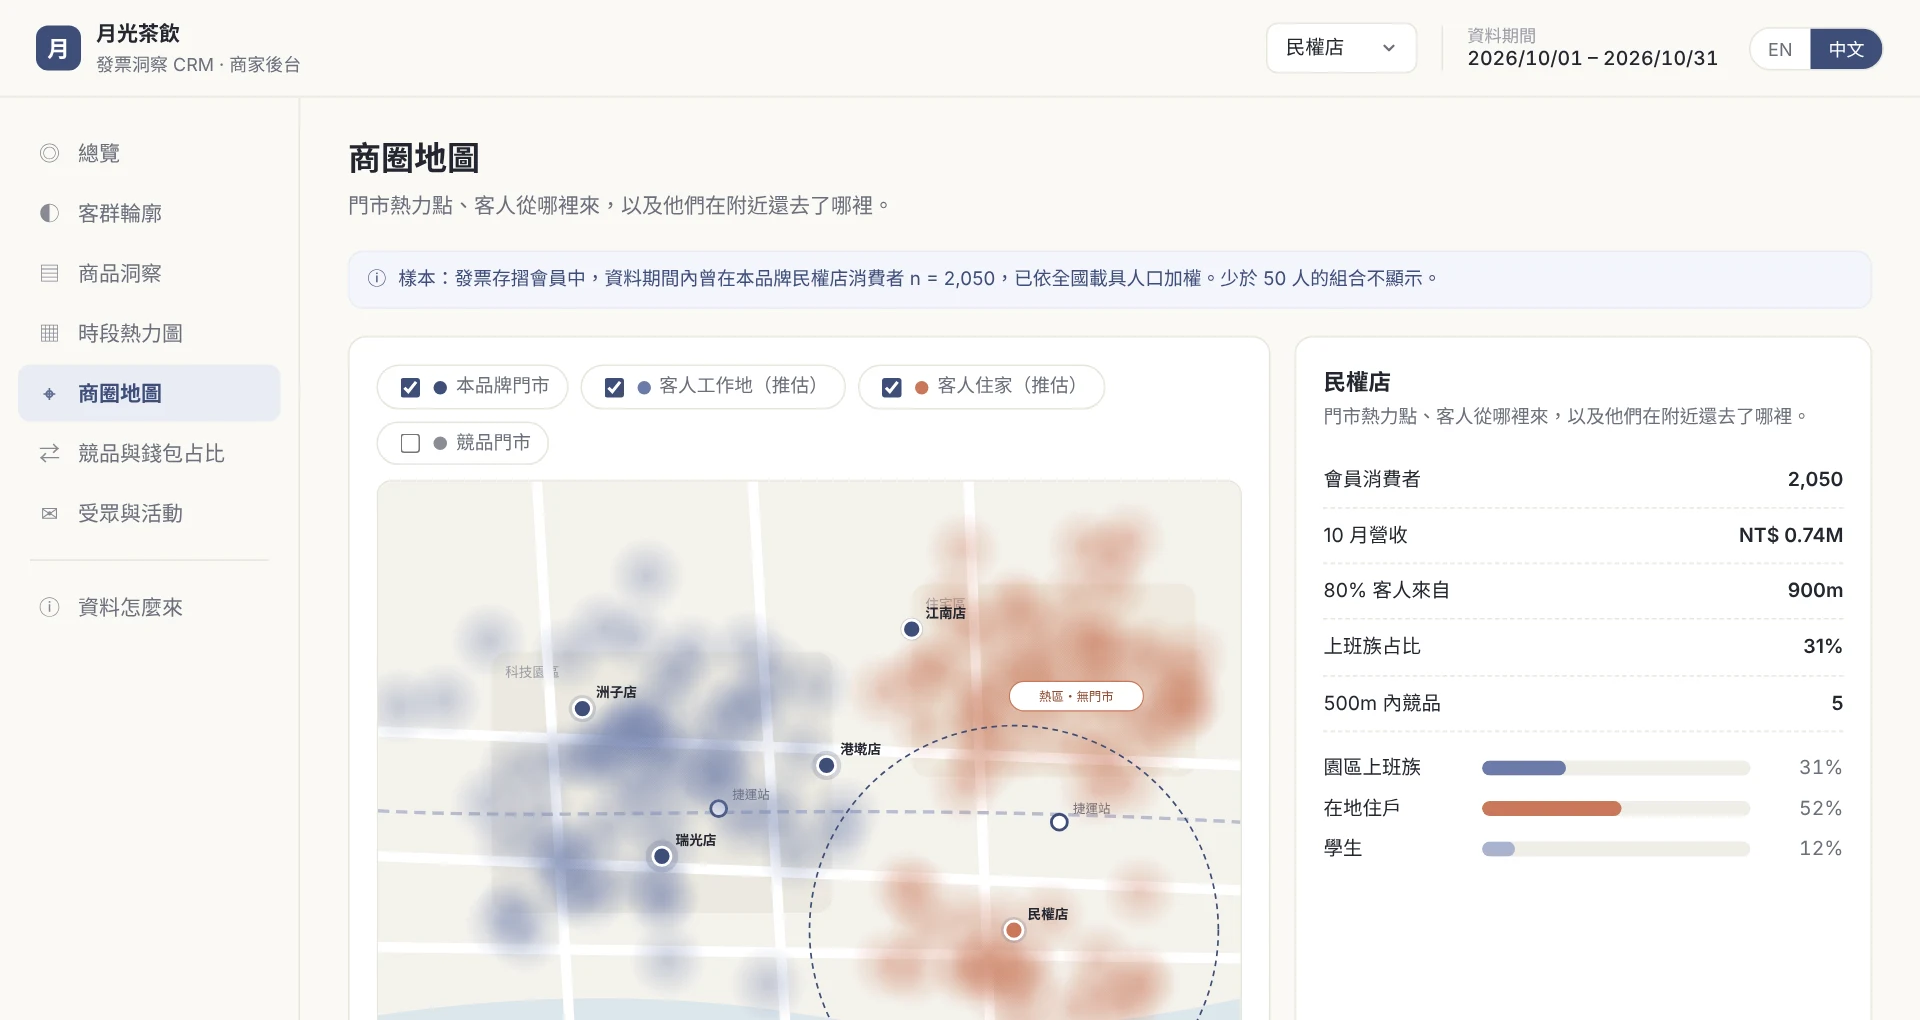 月
月光茶飲
發票洞察 CRM · 商家後台
民權店
資料期間
2026/10/01 – 2026/10/31
EN
中文
總覽
客群輪廓
商品洞察
時段熱力圖
商圈地圖
競品與錢包占比
受眾與活動
資料怎麼來
商圈地圖
門市熱力點、客人從哪裡來，以及他們在附近還去了哪裡。
樣本：發票存摺會員中，資料期間內曾在本品牌民權店消費者 n = 2,050，已依全國載具人口加權。少於 50 人的組合不顯示。
本品牌門市
客人工作地（推估）
客人住家（推估）
競品門市
住宅區
江南店
科技園區
洲子店
熱區・無門市
港墘店
捷運站
捷運站
瑞光店
民權店
民權店
門市熱力點、客人從哪裡來，以及他們在附近還去了哪裡。
會員消費者 2,050
10 月營收 NT$ 0.74M
80% 客人來自 900m
上班族占比 31%
500m 內競品 5
園區上班族 31%
在地住戶 52%
學生 12%